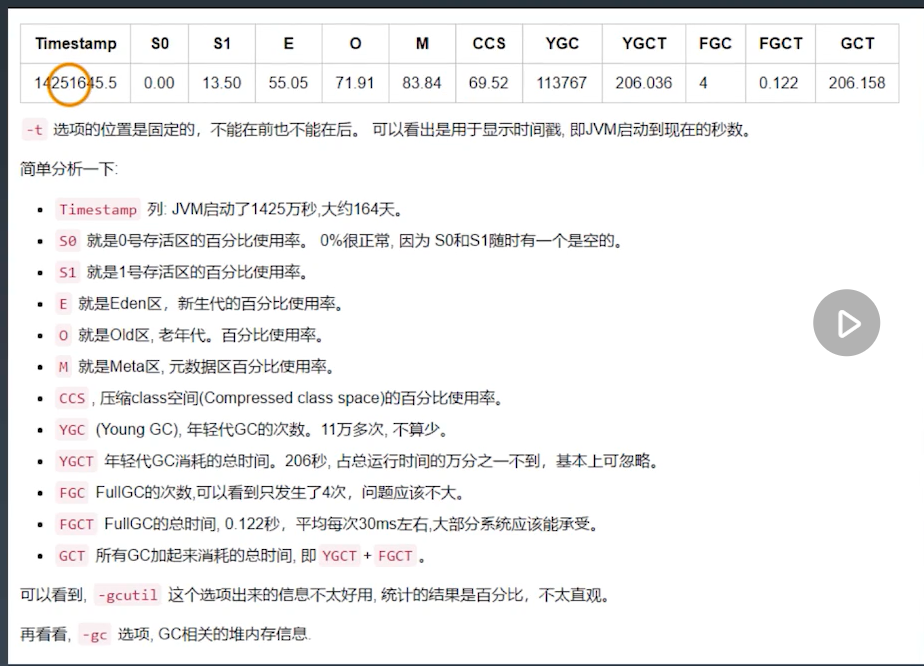 Timestamp S0 S1 E O M CCS YGC YGCT FGC FGCT GCT
14251645.5 0.00 13.50 55.05 71.91 83.84 69.52 113767 206.036 4 0.122 206.158
-t 选项的位置是固定的，不能在前也不能在后。 可以看出是用于显示时间戳, 即JVM启动到现在的秒数。
简单分析一下:
Timestamp 列: JVM启动了1425万秒,大约164天。
S0 就是0号存活区的百分比使用率。 0%很正常, 因为 S0和S1随时有一个是空的。
S1 就是1号存活区的百分比使用率。
E 就是Eden区，新生代的百分比使用率。
O 就是Old区, 老年代。百分比使用率。
M 就是Meta区, 元数据区百分比使用率。
CCS , 压缩class空间(Compressed class space)的百分比使用率。
YGC (Young GC), 年轻代GC的次数。11万多次, 不算少。
YGCT 年轻代GC消耗的总时间。206秒, 占总运行时间的万分之一不到，基本上可忽略。
FGC FullGC的次数,可以看到只发生了4次，问题应该不大。
FGCT FullGC的总时间, 0.122秒，平均每次30ms左右,大部分系统应该能承受。
GCT 所有GC加起来消耗的总时间, 即 YGCT + FGCT 。
可以看到, -gcutil 这个选项出来的信息不太好用, 统计的结果是百分比，不太直观。
再看看, -gc 选项, GC相关的堆内存信息.